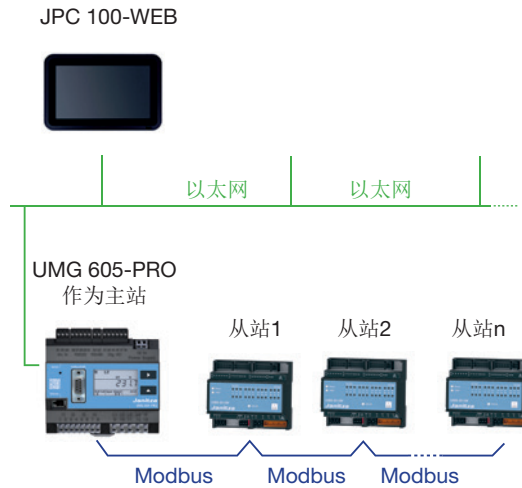 JPC 100-WEB
以太网 以太网
UMG 605-PRO
作为主站
从站1 从站2 从站n
Modbus Modbus Modbus